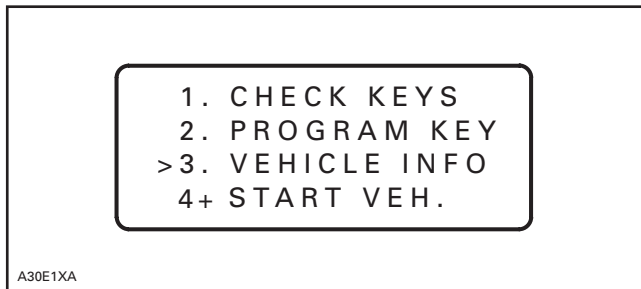 1. CHECK KEYS
2. PROGRAM KEY
>3. VEHICLE INFO
4+ START VEH.
A30E1XA